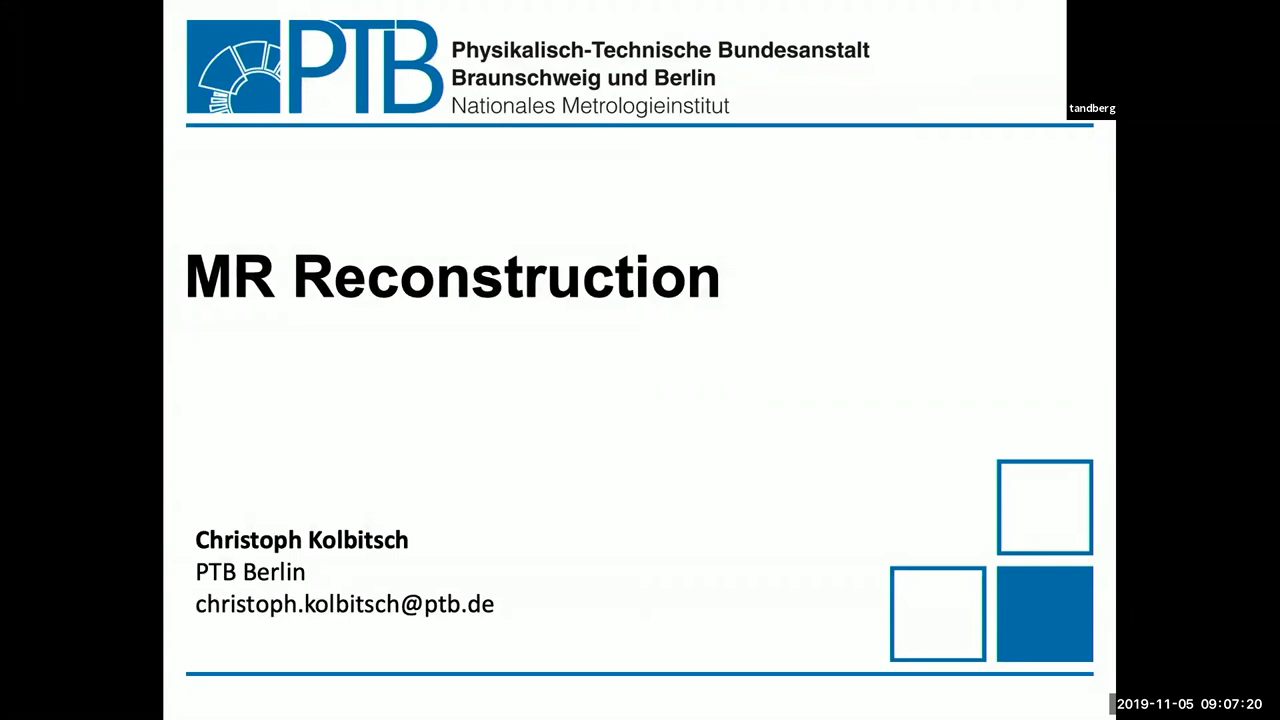 PTB
Physikalisch-Technische Bundesanstalt
Braunschweig und Berlin
Nationales Metrologieinstitut
tandberg
MR Reconstruction
Christoph Kolbitsch
PTB Berlin
christoph.kolbitsch@ptb.de
2019-11-05 09:07:20